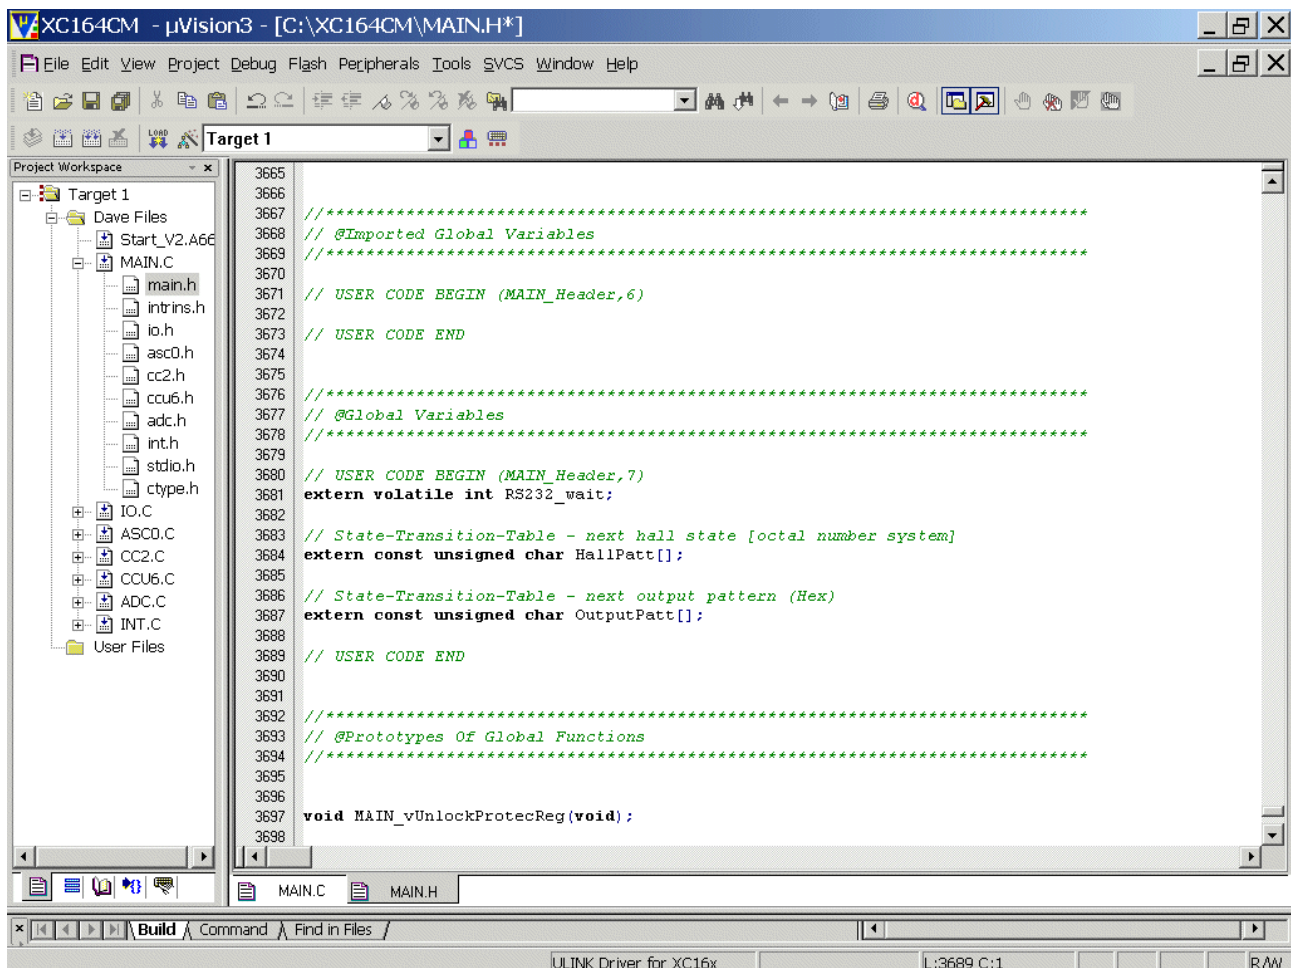 XC164CM - µVision3 - [C:\XC164CM\MAIN.H*]
File Edit View Project Debug Flash Peripherals Tools SVCS Window Help
LOAD Target 1
Project Workspace
Target 1
Dave Files
Start_V2.A66
MAIN.C
main.h
intrins.h
io.h
asc0.h
cc2.h
ccu6.h
adc.h
int.h
stdio.h
ctype.h
IO.C
ASC0.C
CC2.C
CCU6.C
ADC.C
INT.C
User Files
3665
3666
3667 //****************************************************************************
3668 // @Imported Global Variables
3669 //****************************************************************************
3670
3671 // USER CODE BEGIN (MAIN_Header,6)
3672
3673 // USER CODE END
3674
3675
3676 //****************************************************************************
3677 // @Global Variables
3678 //****************************************************************************
3679
3680 // USER CODE BEGIN (MAIN_Header,7)
3681 extern volatile int RS232_wait;
3682
3683 // State-Transition-Table - next hall state [octal number system]
3684 extern const unsigned char HallPatt[];
3685
3686 // State-Transition-Table - next output pattern (Hex)
3687 extern const unsigned char OutputPatt[];
3688
3689 // USER CODE END
3690
3691
3692 //****************************************************************************
3693 // @Prototypes Of Global Functions
3694 //****************************************************************************
3695
3696
3697 void MAIN_vUnlockProtecReg(void);
3698
MAIN.C MAIN.H
Build Command Find in Files
ULINK Driver for XC16x L:3689 C:1 R/W